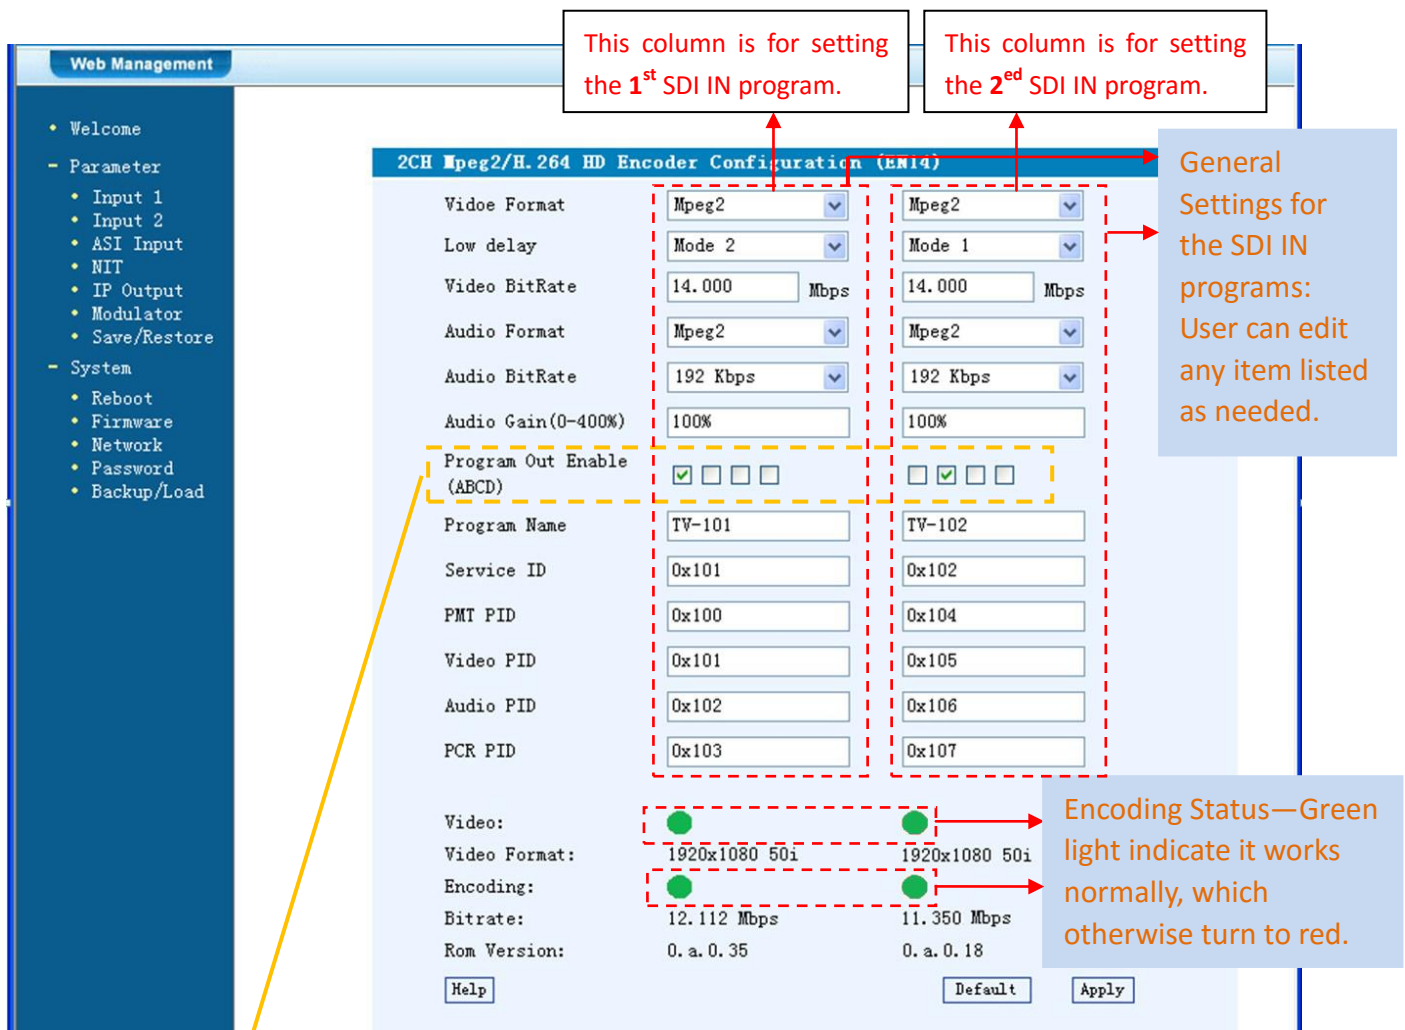 This column is for setting
the 1st SDI IN program.
This column is for setting
the 2ed SDI IN program.
Web Management
Welcome
Parameter
Input 1
Input 2
ASI Input
NIT
IP Output
Modulator
Save/Restore
System
Reboot
Firmware
Network
Password
Backup/Load
2CH Mpeg2/H.264 HD Encoder Configuration (EN14)
Vidoe Format Mpeg2 Mpeg2
Low delay Mode 2 Mode 1
Video BitRate 14.000 Mbps 14.000 Mbps
Audio Format Mpeg2 Mpeg2
Audio BitRate 192 Kbps 192 Kbps
Audio Gain(0-400%) 100% 100%
Program Out Enable
(ABCD)
Program Name TV-101 TV-102
Service ID 0x101 0x102
PMT PID 0x100 0x104
Video PID 0x101 0x105
Audio PID 0x102 0x106
PCR PID 0x103 0x107
Video:
Video Format: 1920x1080 50i 1920x1080 50i
Encoding:
Bitrate: 12.112 Mbps 11.350 Mbps
Rom Version: 0.a.0.35 0.a.0.18
Help Default Apply
General
Settings for
the SDI IN
programs:
User can edit
any item listed
as needed.
Encoding Status—Green
light indicate it works
normally, which
otherwise turn to red.